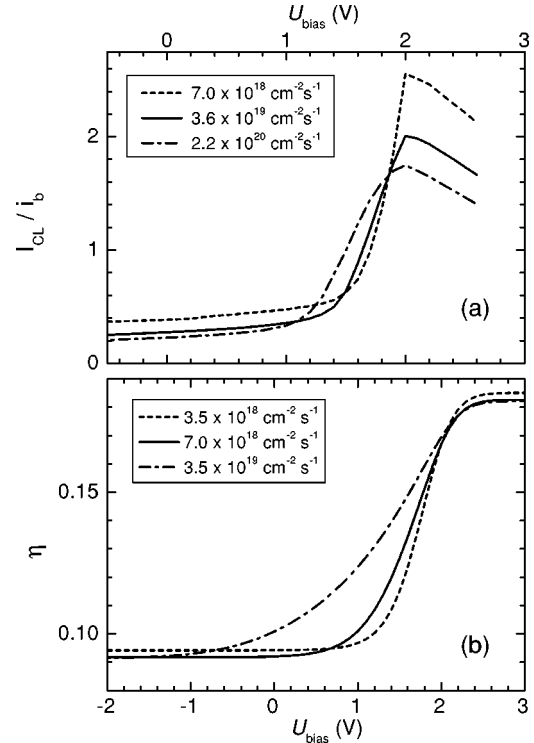 U_bias (V)
0 1 2 3
7.0 x 10^18 cm^-2s^-1
3.6 x 10^19 cm^-2s^-1
2.2 x 10^20 cm^-2s^-1
2
1
0
I_CL / i_b
(a)
3.5 x 10^18 cm^-2 s^-1
7.0 x 10^18 cm^-2 s^-1
3.5 x 10^19 cm^-2 s^-1
0.15
0.10
η
(b)
-2 -1 0 1 2 3
U_bias (V)